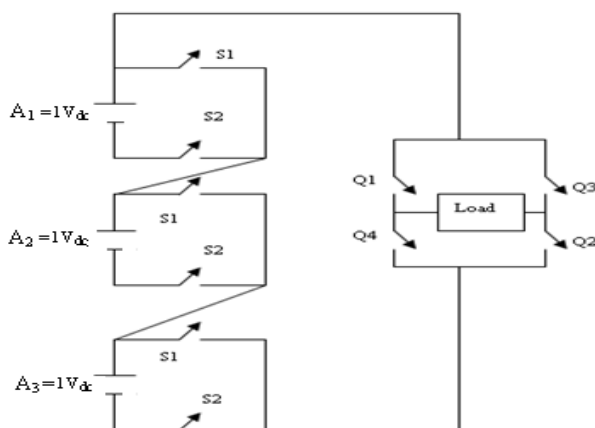 S1
A1=1Vdc
S2
Q1
Q3
Load
S1
A2=1Vdc
S2
Q4
Q2
S1
A3=1Vdc
S2